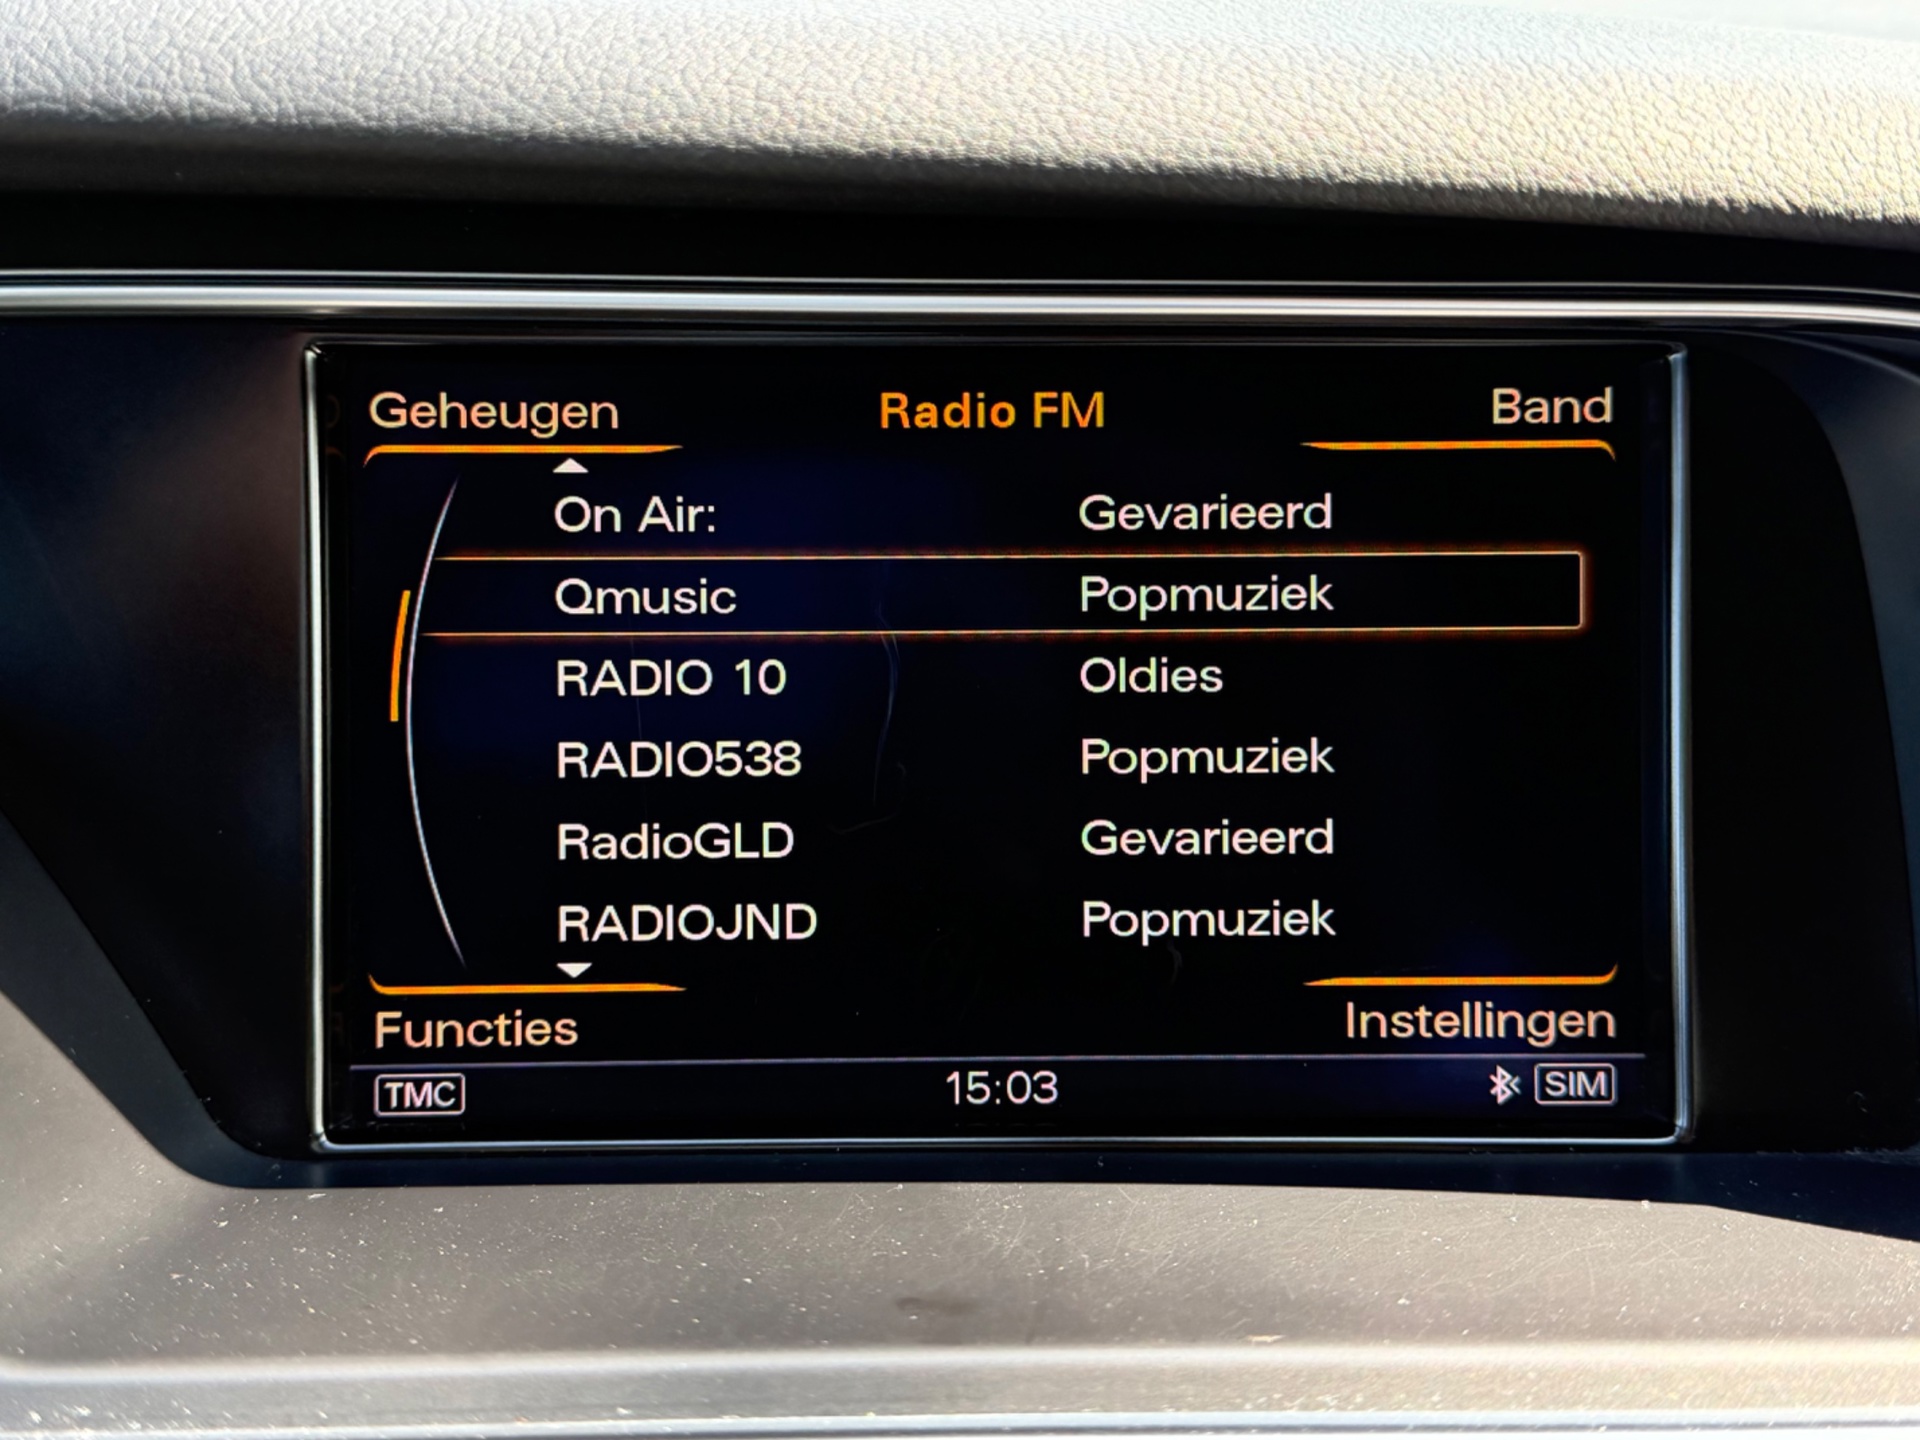 Geheugen Radio FM Band
On Air: Gevarieerd
Qmusic Popmuziek
RADIO 10 Oldies
RADIO538 Popmuziek
RadioGLD Gevarieerd
RADIOJND Popmuziek
Functies Instellingen
TMC 15:03 SIM